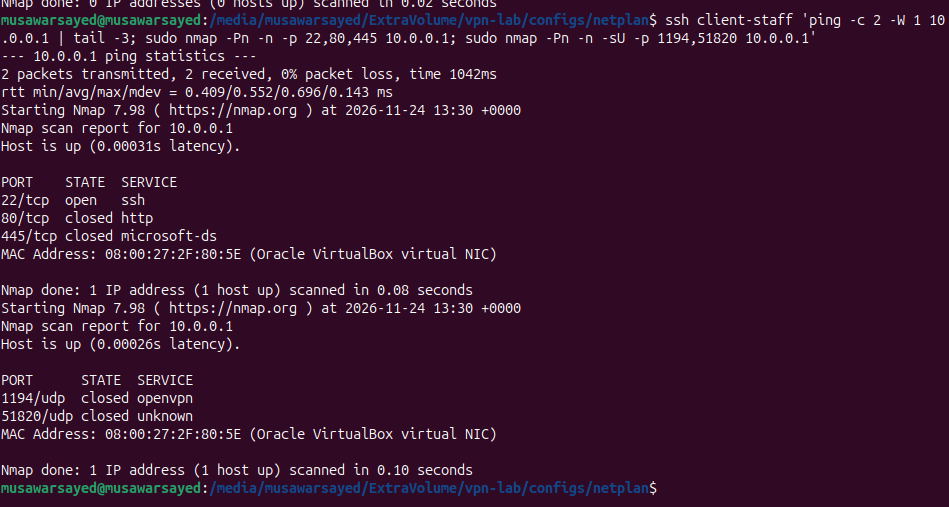 Nmap done: 0 IP addresses (0 hosts up) scanned in 0.02 seconds
musawarsayed@musawarsayed:/media/musawarsayed/ExtraVolume/vpn-lab/configs/netplan$ ssh client-staff 'ping -c 2 -W 1 10
.0.0.1 | tail -3; sudo nmap -Pn -n -p 22,80,445 10.0.0.1; sudo nmap -Pn -n -sU -p 1194,51820 10.0.0.1'
--- 10.0.0.1 ping statistics ---
2 packets transmitted, 2 received, 0% packet loss, time 1042ms
rtt min/avg/max/mdev = 0.409/0.552/0.696/0.143 ms
Starting Nmap 7.98 ( https://nmap.org ) at 2026-11-24 13:30 +0000
Nmap scan report for 10.0.0.1
Host is up (0.00031s latency).
PORT    STATE  SERVICE
22/tcp  open   ssh
80/tcp  closed http
445/tcp closed microsoft-ds
MAC Address: 08:00:27:2F:80:5E (Oracle VirtualBox virtual NIC)
Nmap done: 1 IP address (1 host up) scanned in 0.08 seconds
Starting Nmap 7.98 ( https://nmap.org ) at 2026-11-24 13:30 +0000
Nmap scan report for 10.0.0.1
Host is up (0.00026s latency).
PORT      STATE  SERVICE
1194/udp  closed openvpn
51820/udp closed unknown
MAC Address: 08:00:27:2F:80:5E (Oracle VirtualBox virtual NIC)
Nmap done: 1 IP address (1 host up) scanned in 0.10 seconds
musawarsayed@musawarsayed:/media/musawarsayed/ExtraVolume/vpn-lab/configs/netplan$